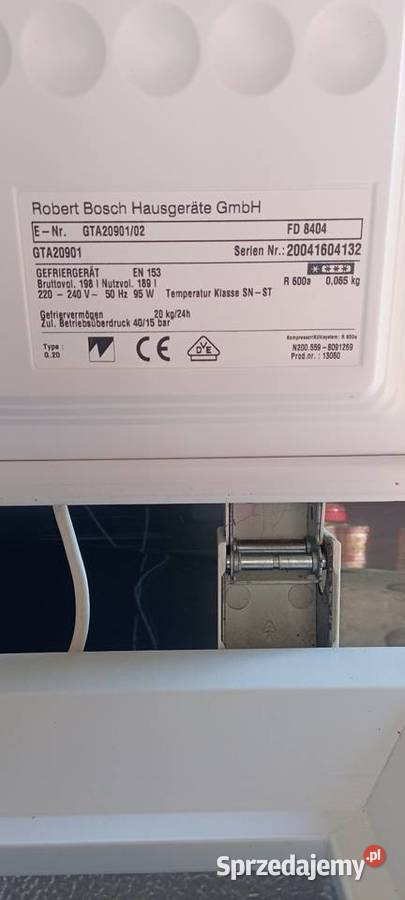 Robert Bosch Hausgeräte GmbH
E-Nr. GTA20901/02 FD 8404
GTA20901 Serien Nr.: 20041604132
GEFRIERGERÄT EN 153
Bruttovol. 198 l Nutzvol. 189 l R 600a 0,065 kg
220 - 240 V~ 50 Hz 95 W Temperatur Klasse SN-ST
Gefriervermögen 20 kg/24h
Zul. Betriebsüberdruck 40/15 bar
Kompressor/Kühlsystem: R 600a
Type : N200.559-8091269
G.20 Prod.nr.: 13060
CE
VDE
Sprzedajemy.pl